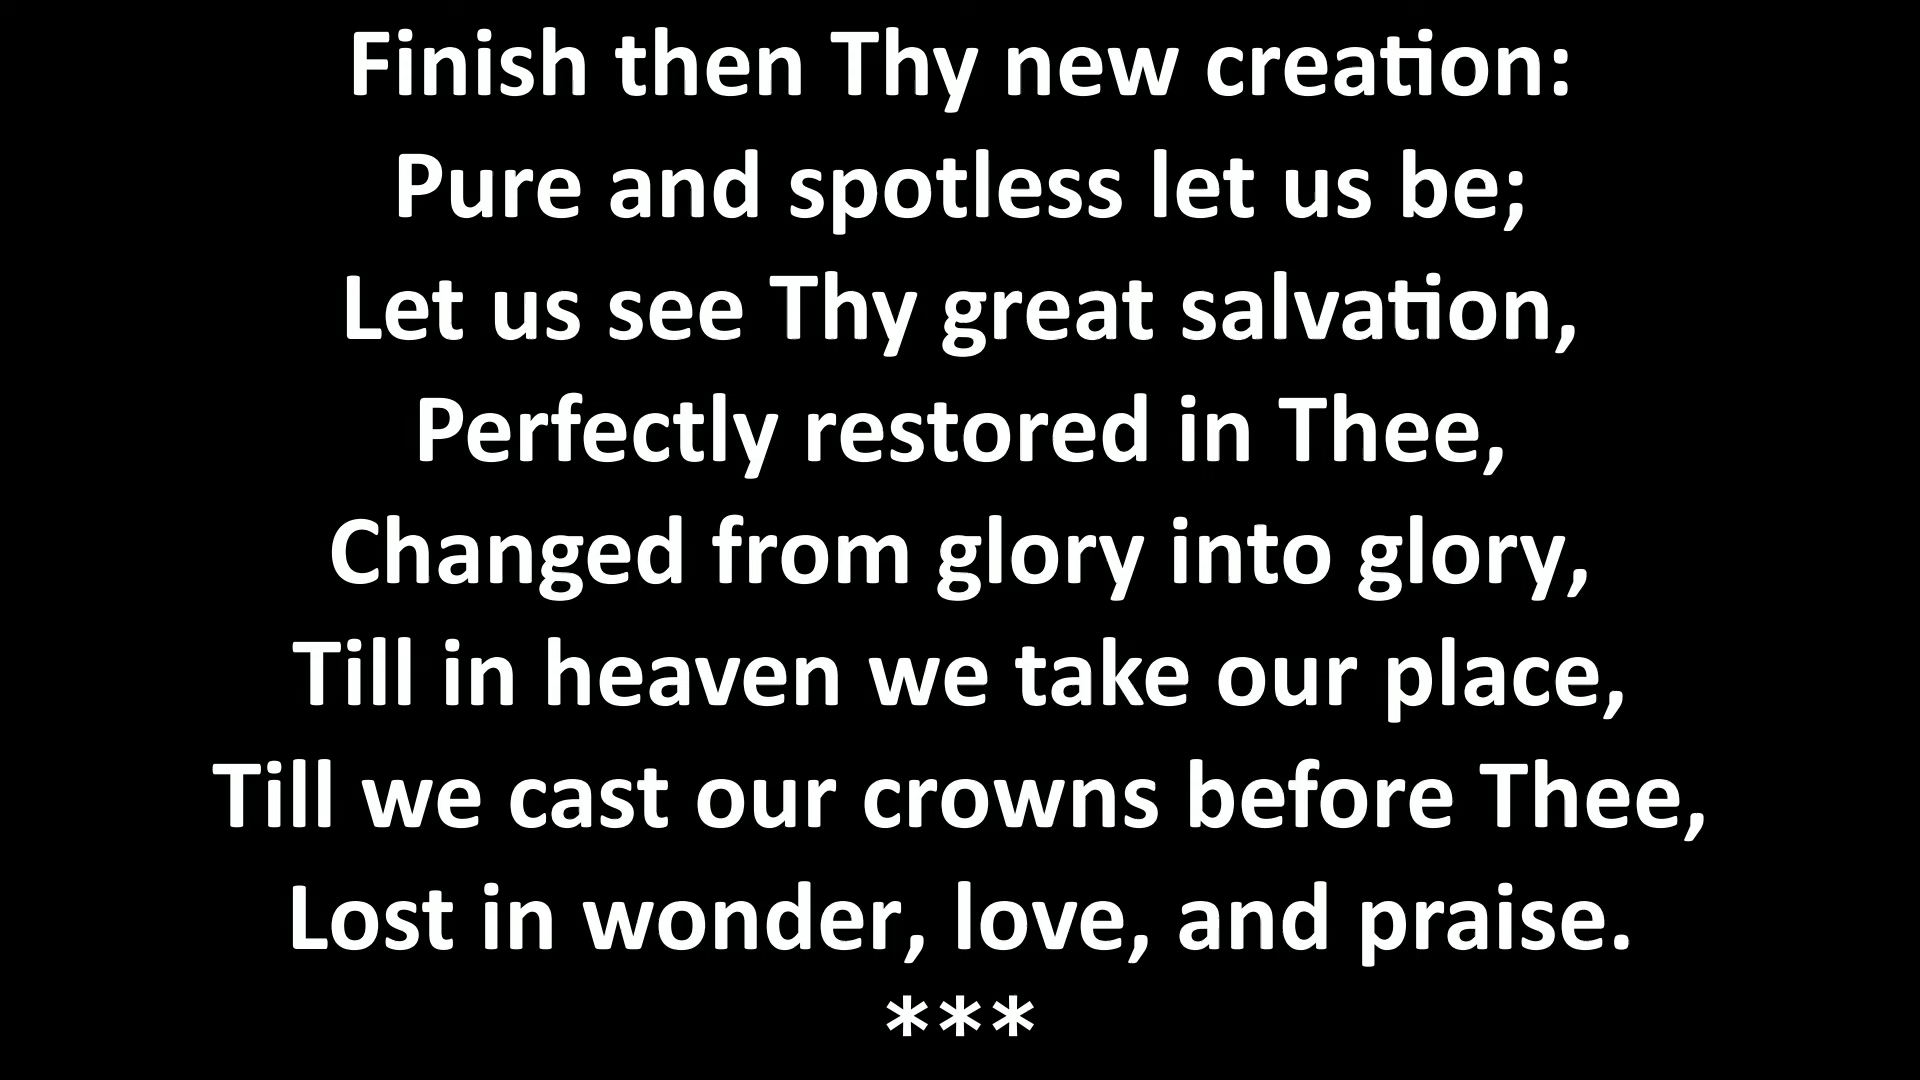 Finish then Thy new creation:
Pure and spotless let us be;
Let us see Thy great salvation,
Perfectly restored in Thee,
Changed from glory into glory,
Till in heaven we take our place,
Till we cast our crowns before Thee,
Lost in wonder, love, and praise.
***